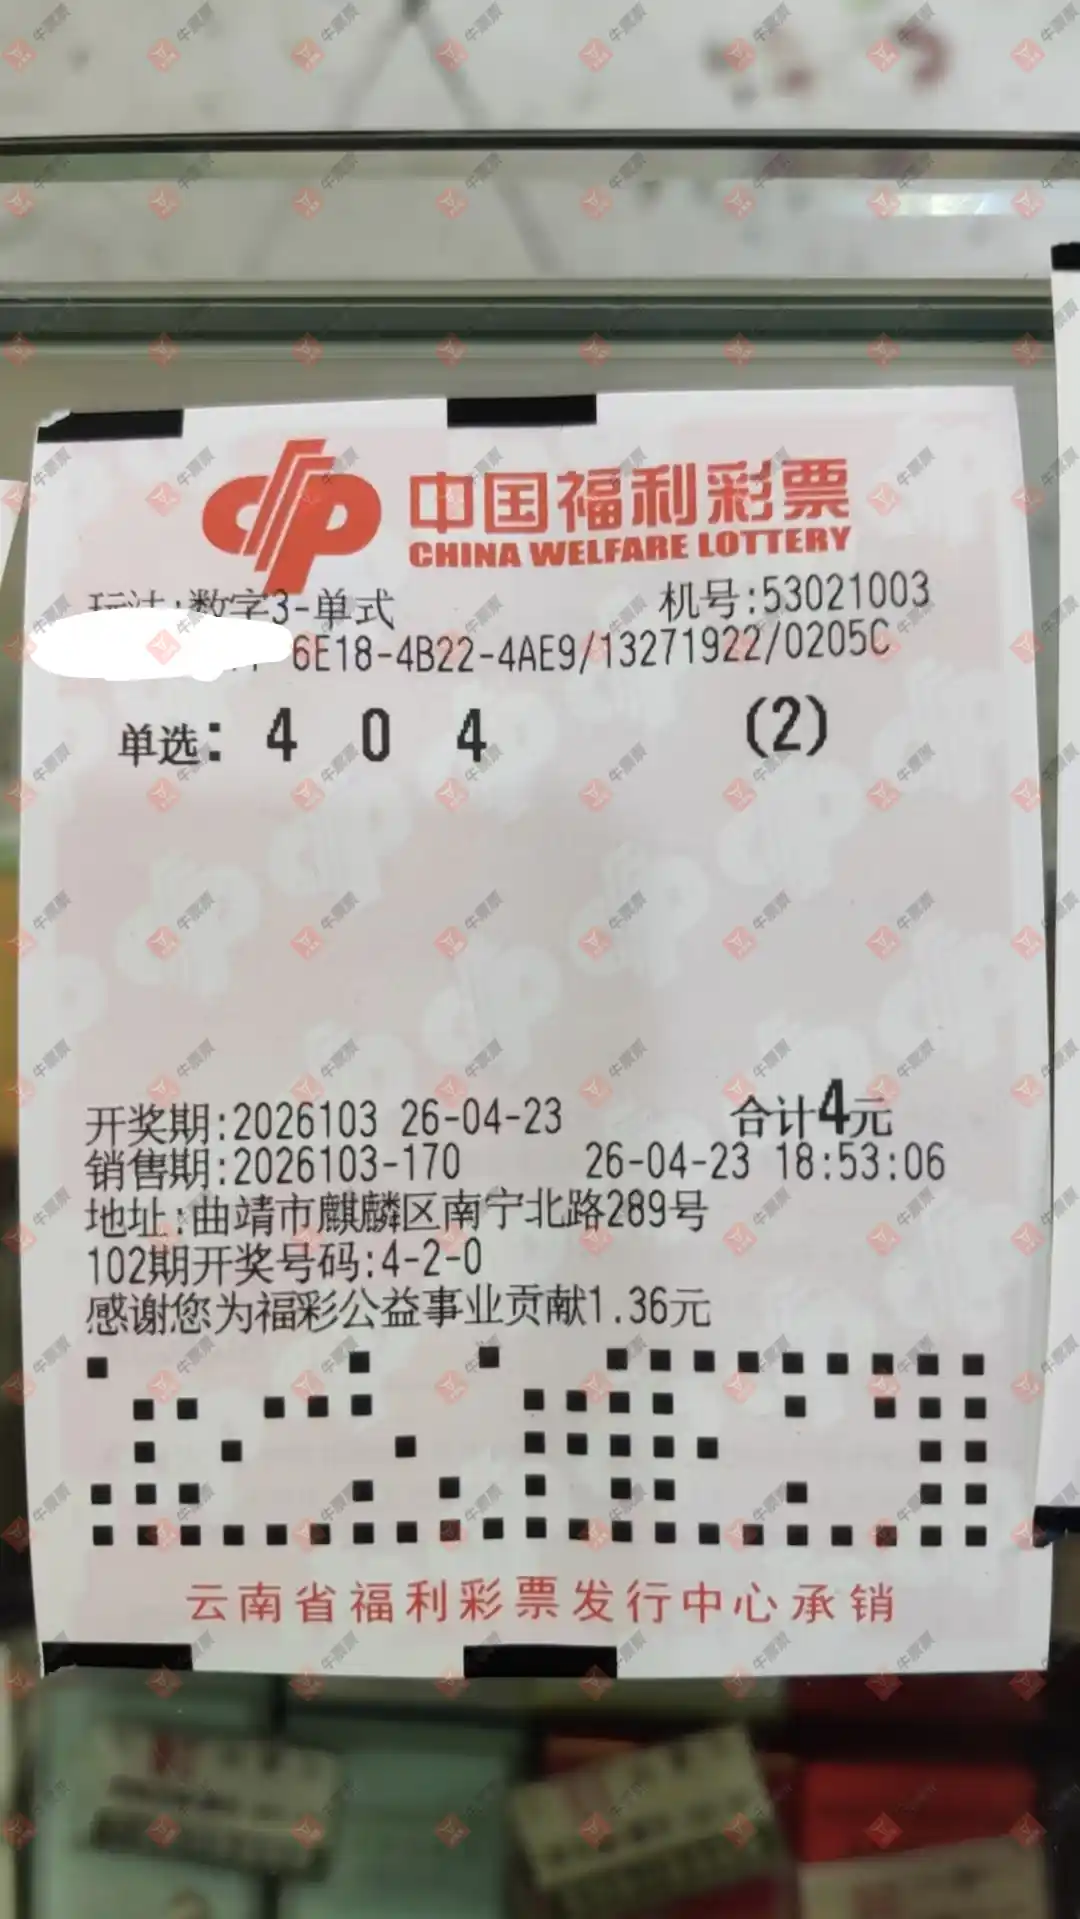 中国福利彩票
CHINA WELFARE LOTTERY
玩法:数字3-单式 机号:53021003
6E18-4B22-4AE9/13271922/0205C
单选: 4 0 4 (2)
开奖期:2026103 26-04-23 合计4元
销售期:2026103-170 26-04-23 18:53:06
地址:曲靖市麒麟区南宁北路289号
102期开奖号码:4-2-0
感谢您为福彩公益事业贡献1.36元
云南省福利彩票发行中心承销
牛票票